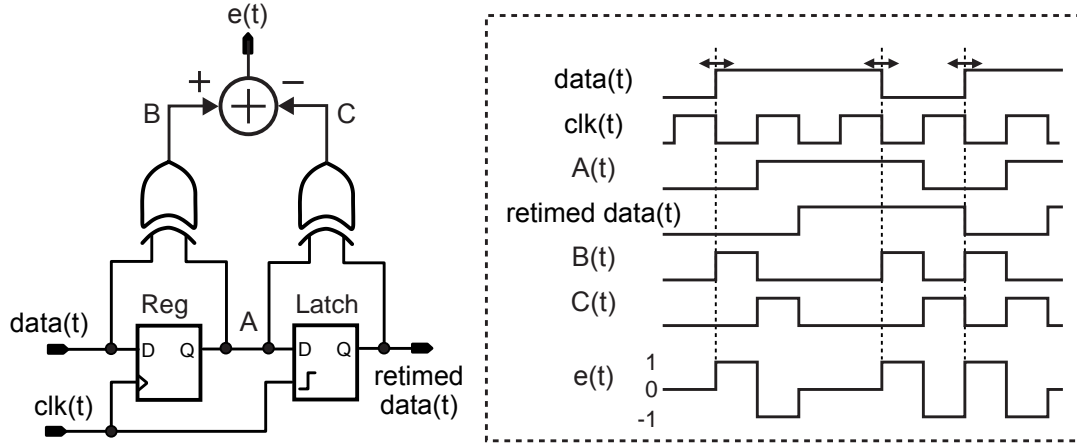 e(t)
+
−
B
C
Reg
Latch
data(t)
A
D
Q
D
Q
retimed
data(t)
clk(t)
data(t)
clk(t)
A(t)
retimed data(t)
B(t)
C(t)
1
e(t)
0
-1